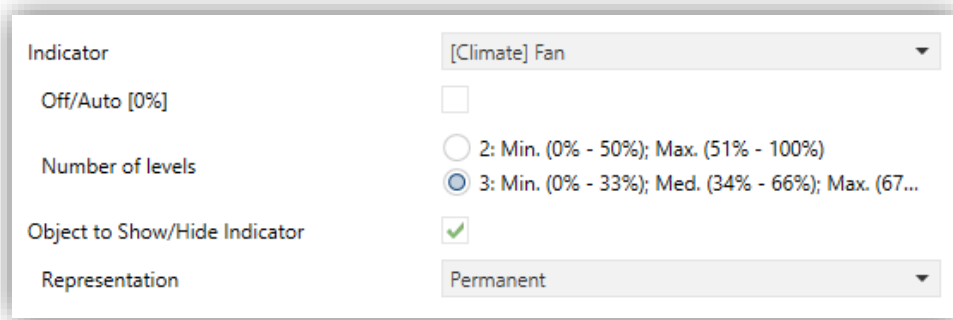 Indicator
[Climate] Fan
Off/Auto [0%]
Number of levels
2: Min. (0% - 50%); Max. (51% - 100%)
3: Min. (0% - 33%); Med. (34% - 66%); Max. (67...
Object to Show/Hide Indicator
Representation
Permanent